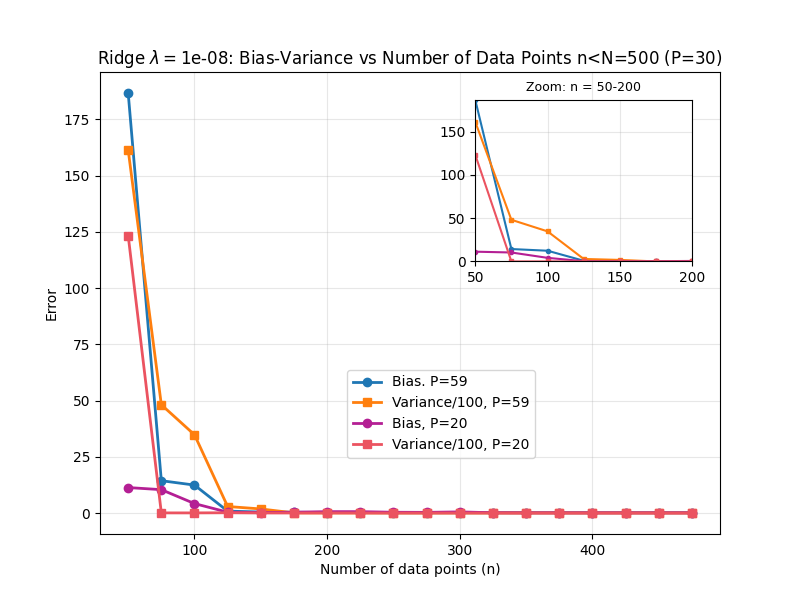 Ridge λ = 1e-08: Bias-Variance vs Number of Data Points n<N=500 (P=30)
Zoom: n = 50-200
150
100
50
0
50
100
150
200
175
150
125
100
75
50
25
0
Error
Bias. P=59
Variance/100, P=59
Bias, P=20
Variance/100, P=20
100
200
300
400
Number of data points (n)